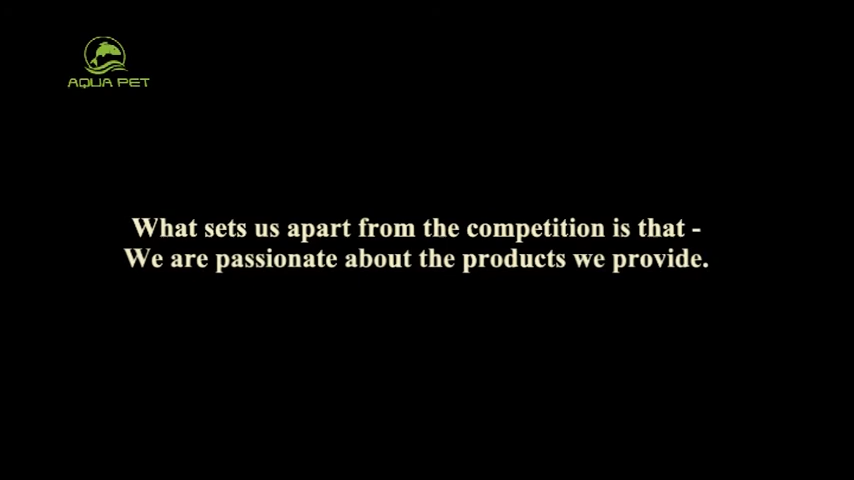 AQUA PET
What sets us apart from the competition is that -
We are passionate about the products we provide.